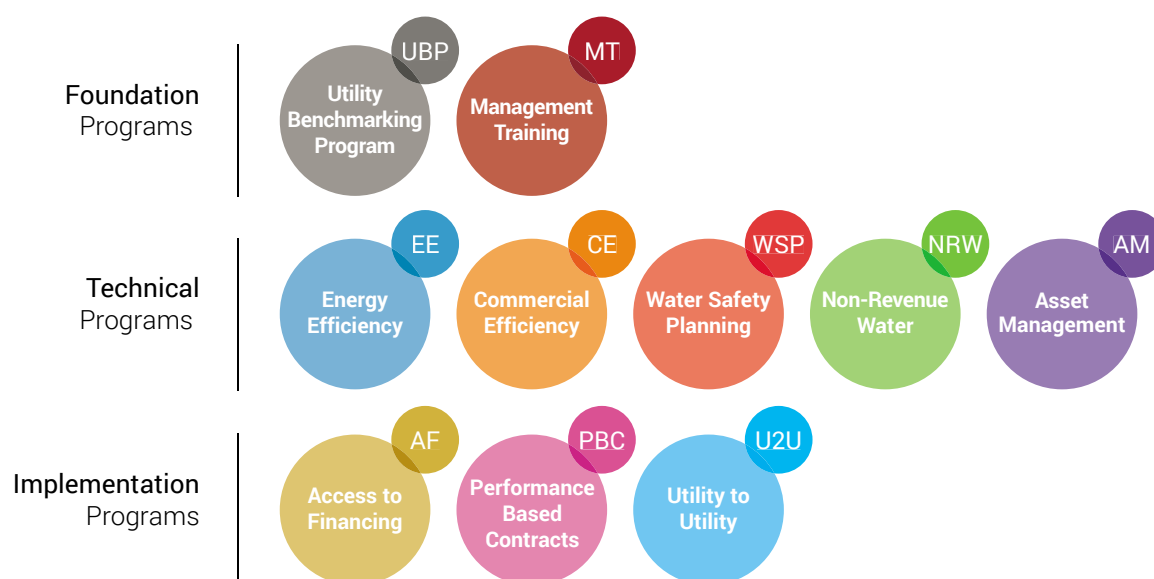 Foundation
Programs
UBP
Utility
Benchmarking
Program
MT
Management
Training
Technical
Programs
EE
Energy
Efficiency
CE
Commercial
Efficiency
WSP
Water Safety
Planning
NRW
Non-Revenue
Water
AM
Asset
Management
Implementation
Programs
AF
Access to
Financing
PBC
Performance
Based
Contracts
U2U
Utility to
Utility